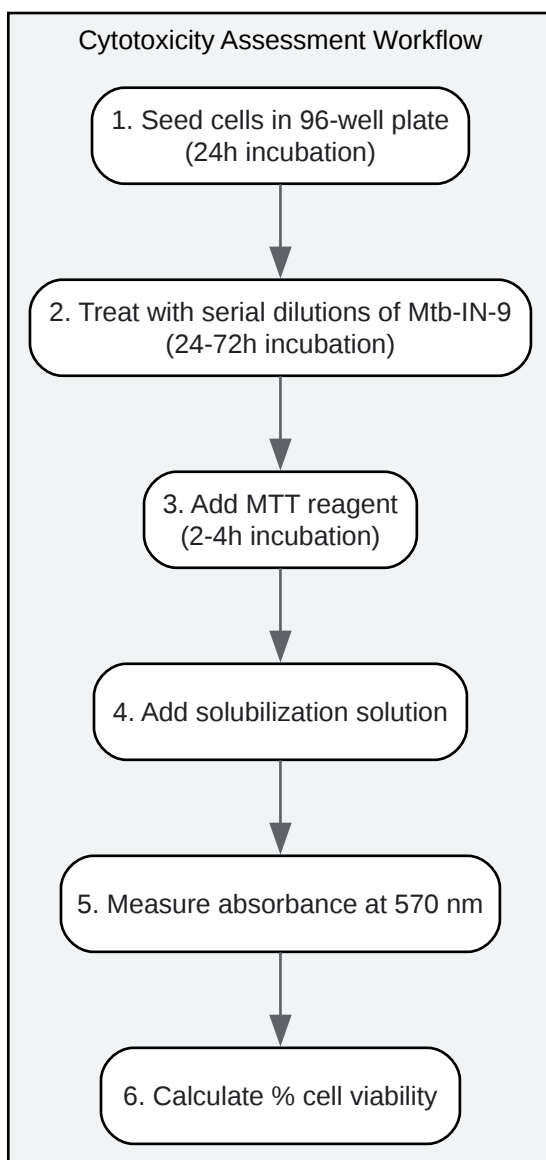 Cytotoxicity Assessment Workflow
1. Seed cells in 96-well plate
(24h incubation)
2. Treat with serial dilutions of Mtb-IN-9
(24-72h incubation)
3. Add MTT reagent
(2-4h incubation)
4. Add solubilization solution
5. Measure absorbance at 570 nm
6. Calculate % cell viability